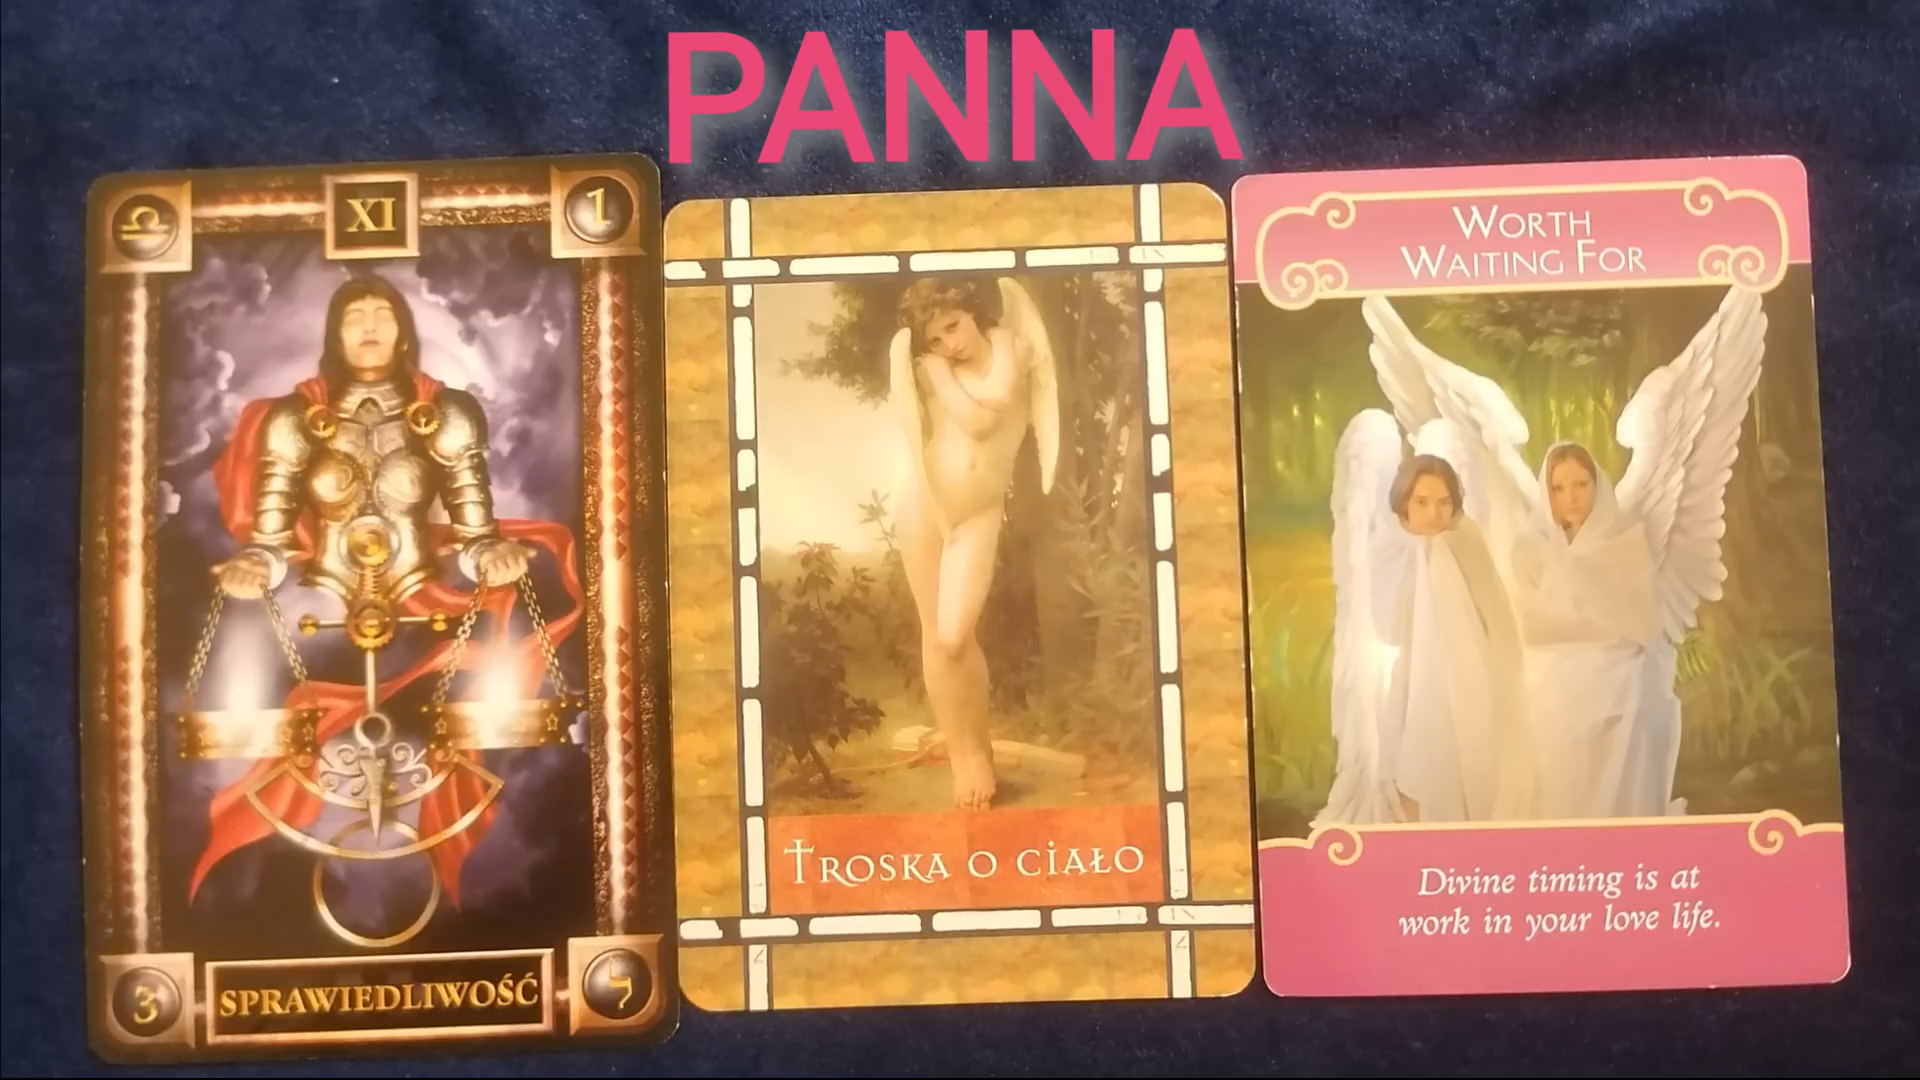 PANNA
XI
1
SPRAWIEDLIWOŚĆ
3
ל
TROSKA O CIAŁO
WORTH
WAITING FOR
Divine timing is at
work in your love life.